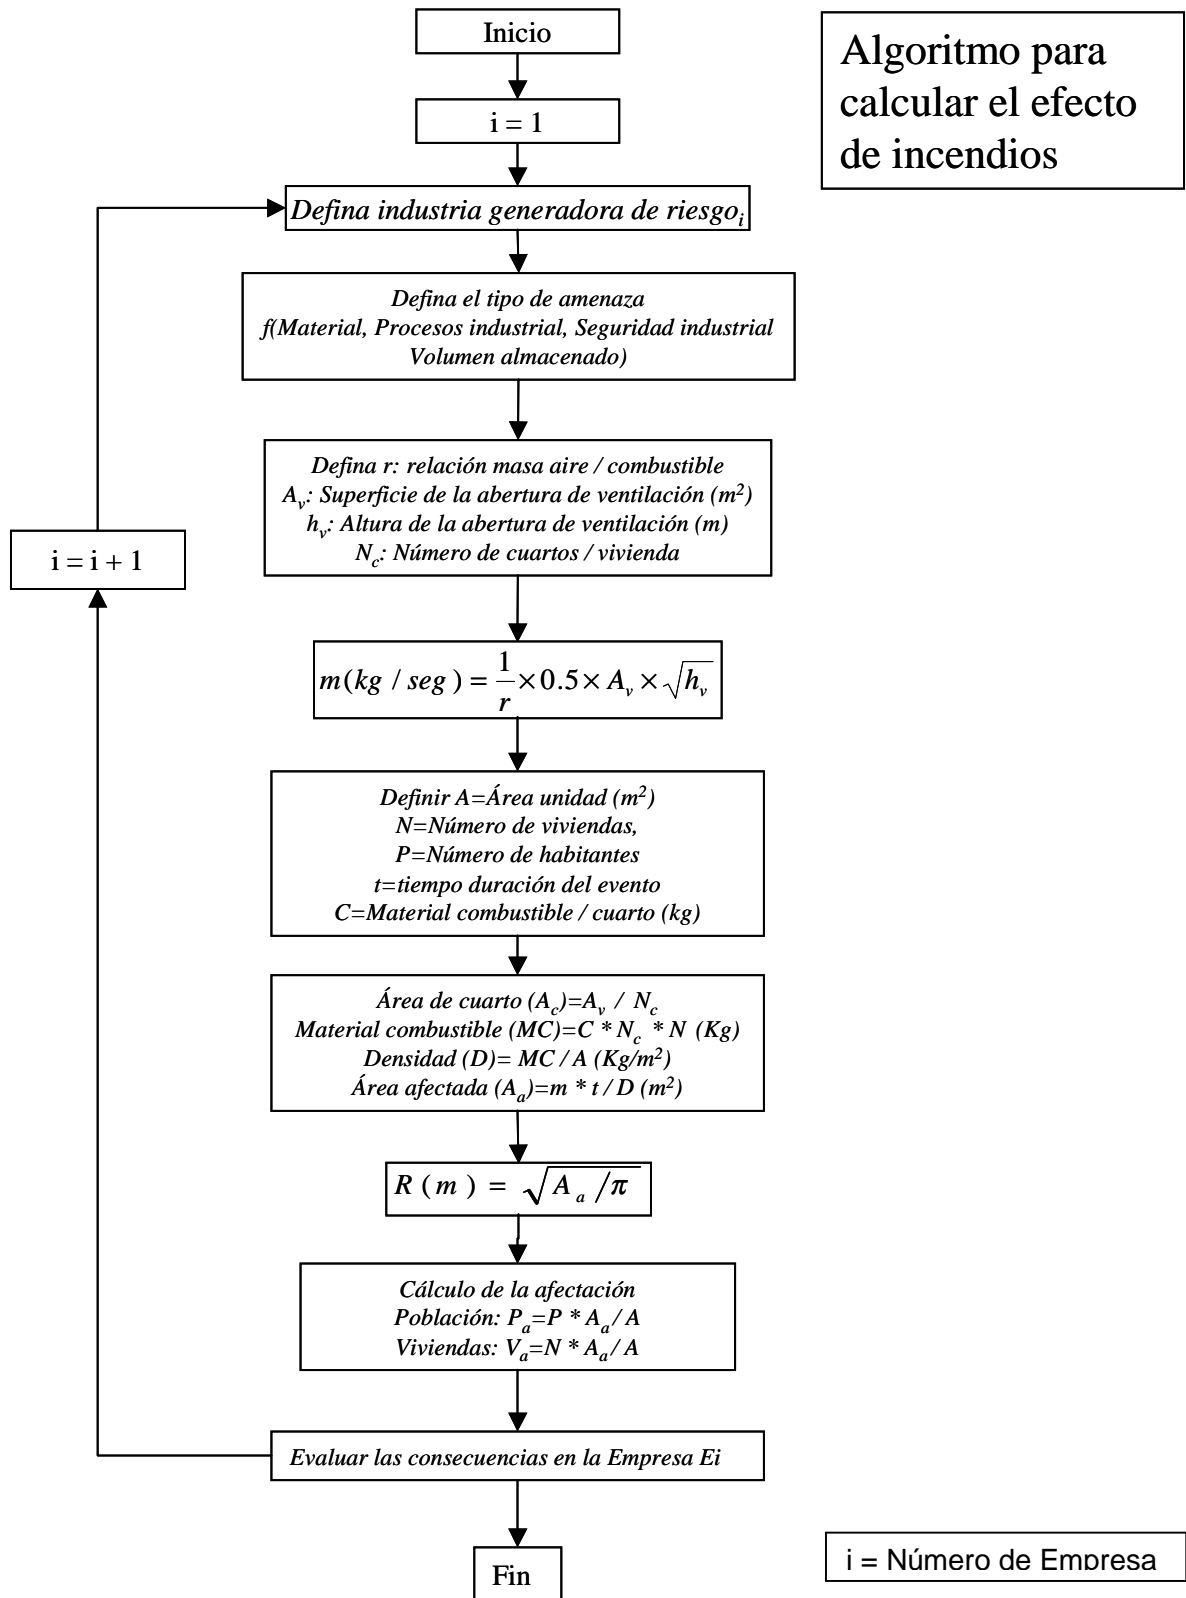 Inicio
Algoritmo para
calcular el efecto
de incendios
i = 1
Defina industria generadora de riesgo_i
Defina el tipo de amenaza
f(Material, Procesos industrial, Seguridad industrial
Volumen almacenado)
Defina r: relación masa aire / combustible
A_v: Superficie de la abertura de ventilación (m²)
h_v: Altura de la abertura de ventilación (m)
N_c: Número de cuartos / vivienda
i = i + 1
m(kg / seg) = 1/r × 0.5 × A_v × √h_v
Definir A=Área unidad (m²)
N=Número de viviendas,
P=Número de habitantes
t=tiempo duración del evento
C=Material combustible / cuarto (kg)
Área de cuarto (A_c)=A_v / N_c
Material combustible (MC)=C * N_c * N (Kg)
Densidad (D)= MC / A (Kg/m²)
Área afectada (A_a)=m * t / D (m²)
R (m) = √(A_a /π)
Cálculo de la afectación
Población: P_a=P * A_a / A
Viviendas: V_a=N * A_a / A
Evaluar las consecuencias en la Empresa Ei
Fin
i = Número de Empresa